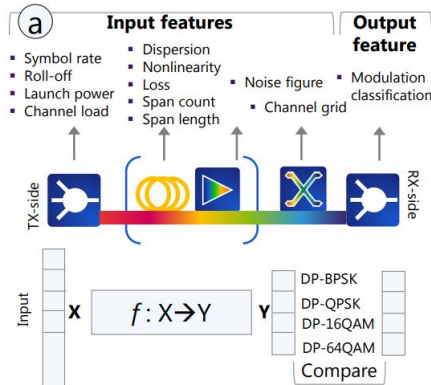 a
Input features
Output feature
Symbol rate
Roll-off
Launch power
Channel load
Dispersion
Nonlinearity
Loss
Span count
Span length
Noise figure
Channel grid
Modulation
classification
TX-side
RX-side
Input
X
f : X→Y
Y
DP-BPSK
DP-QPSK
DP-16QAM
DP-64QAM
Compare